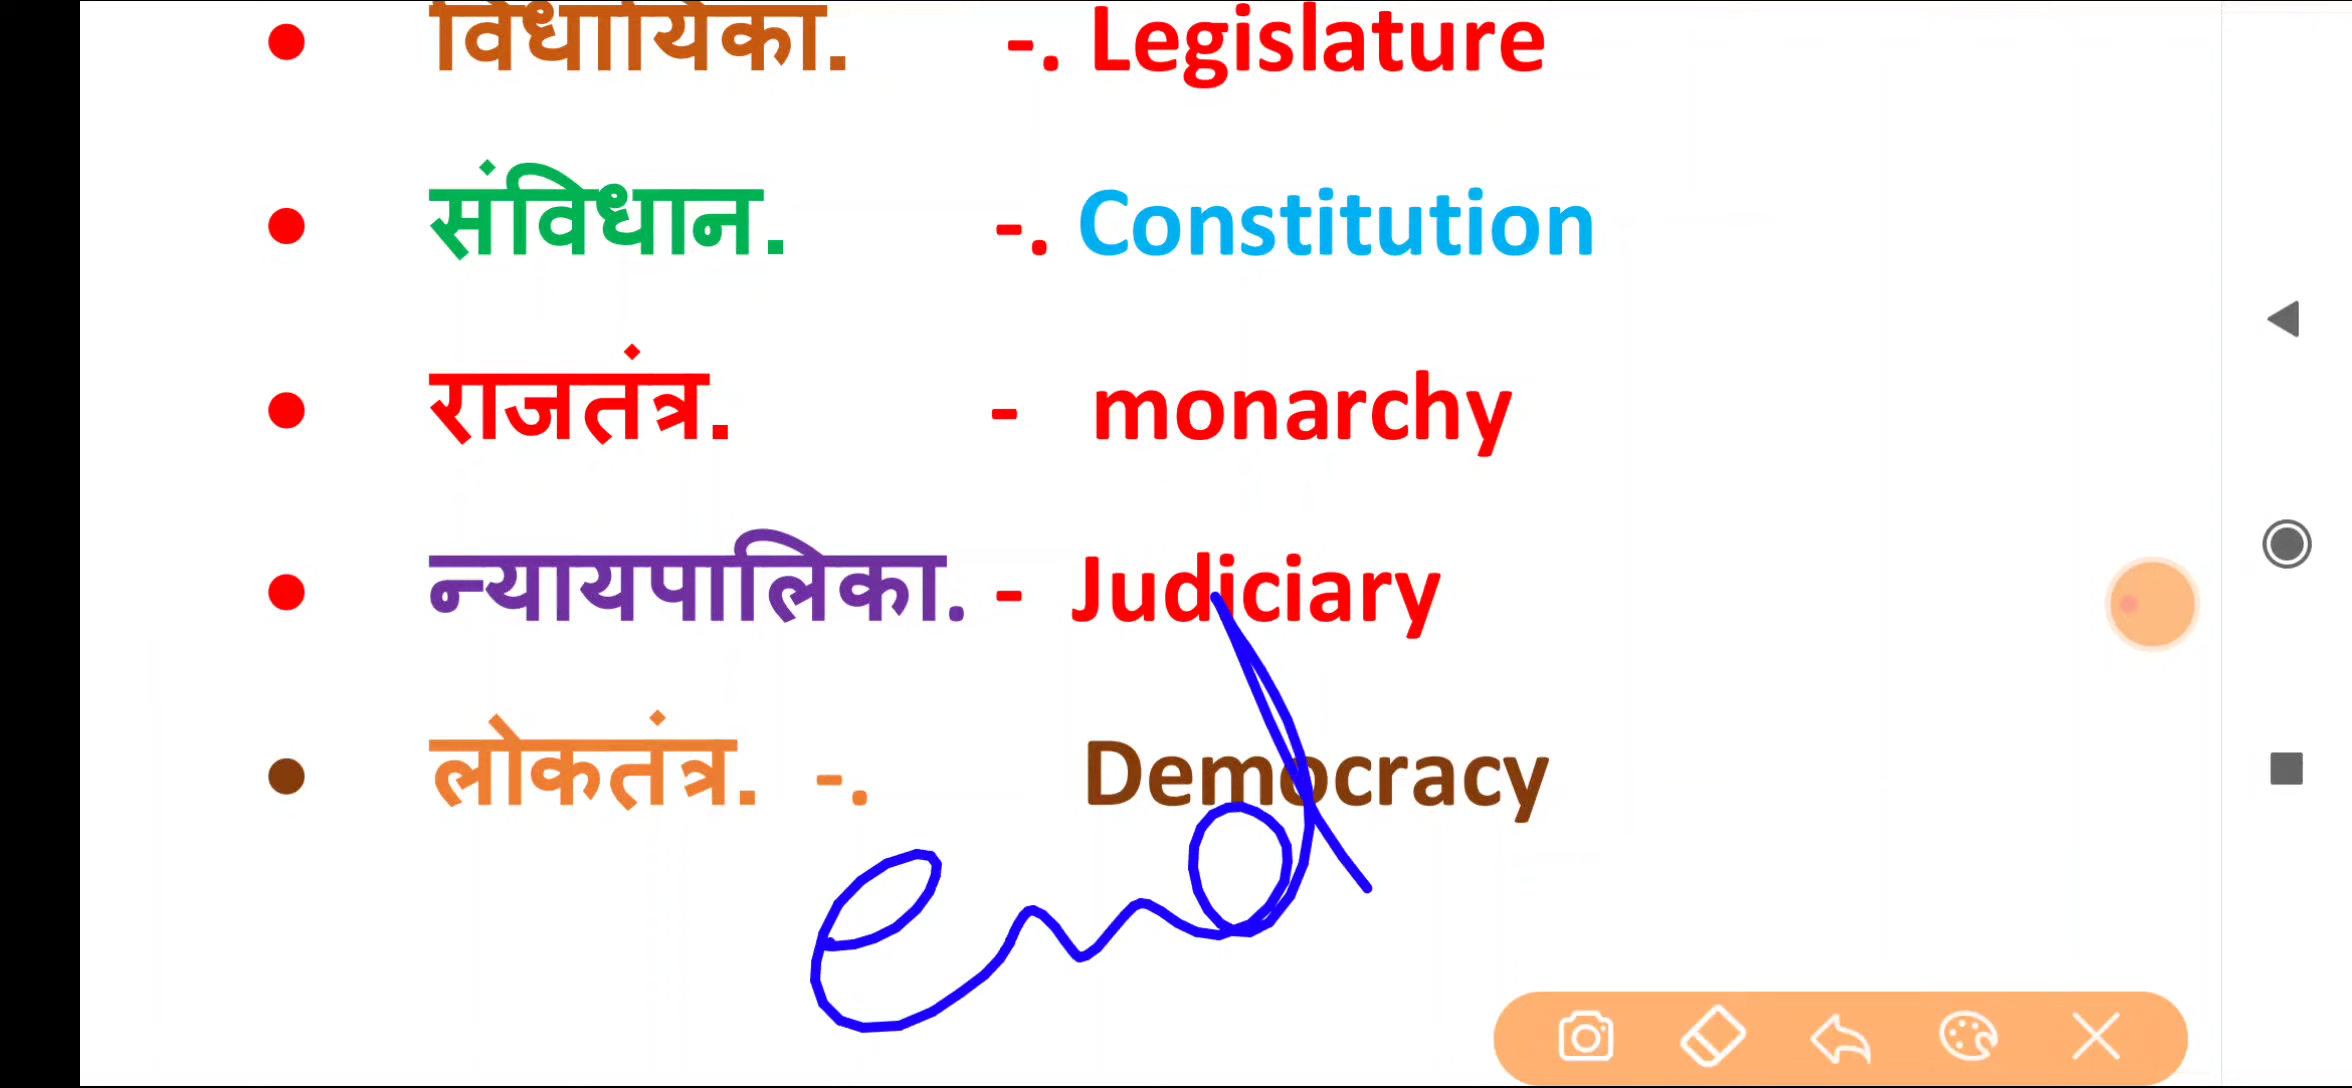 • विधायिका. -. Legislature
• संविधान. -. Constitution
• राजतंत्र. - monarchy
• न्यायपालिका. - Judiciary
• लोकतंत्र. -. Democracy
end